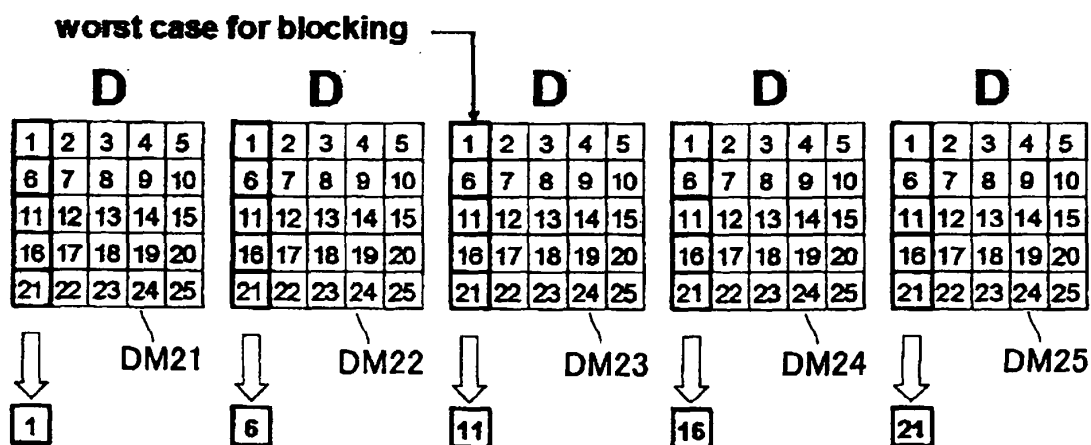 worst case for blocking
D D D D D
1 2 3 4 5 1 2 3 4 5 1 2 3 4 5 1 2 3 4 5 1 2 3 4 5
6 7 8 9 10 6 7 8 9 10 6 7 8 9 10 6 7 8 9 10 6 7 8 9 10
11 12 13 14 15 11 12 13 14 15 11 12 13 14 15 11 12 13 14 15 11 12 13 14 15
16 17 18 19 20 16 17 18 19 20 16 17 18 19 20 16 17 18 19 20 16 17 18 19 20
21 22 23 24 25 21 22 23 24 25 21 22 23 24 25 21 22 23 24 25 21 22 23 24 25
DM21 DM22 DM23 DM24 DM25
1 6 11 16 21